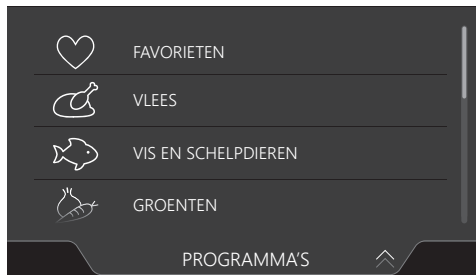 FAVORIETEN
VLEES
VIS EN SCHELPDIEREN
GROENTEN
PROGRAMMA'S